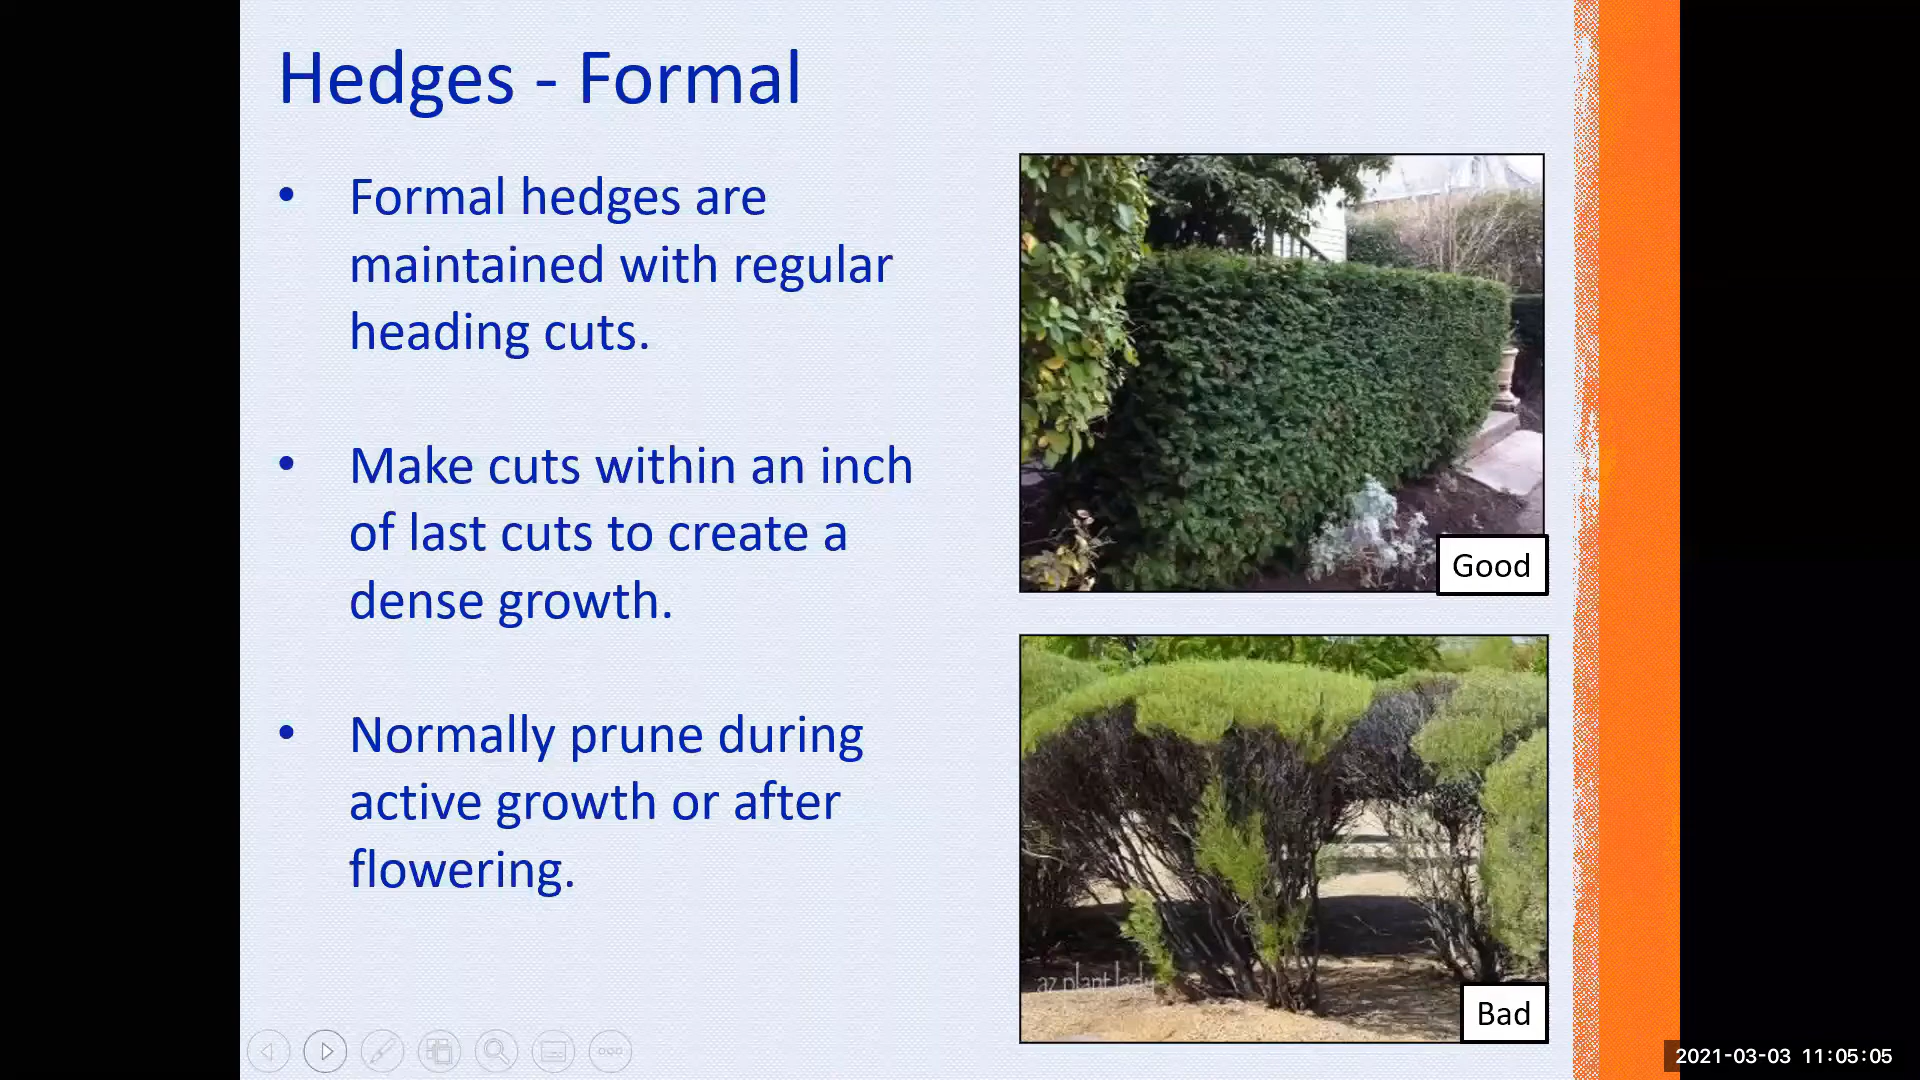 Hedges - Formal
• Formal hedges are
maintained with regular
heading cuts.
• Make cuts within an inch
of last cuts to create a
dense growth.
• Normally prune during
active growth or after
flowering.
Good
az plant lady
Bad
2021-03-03 11:05:05